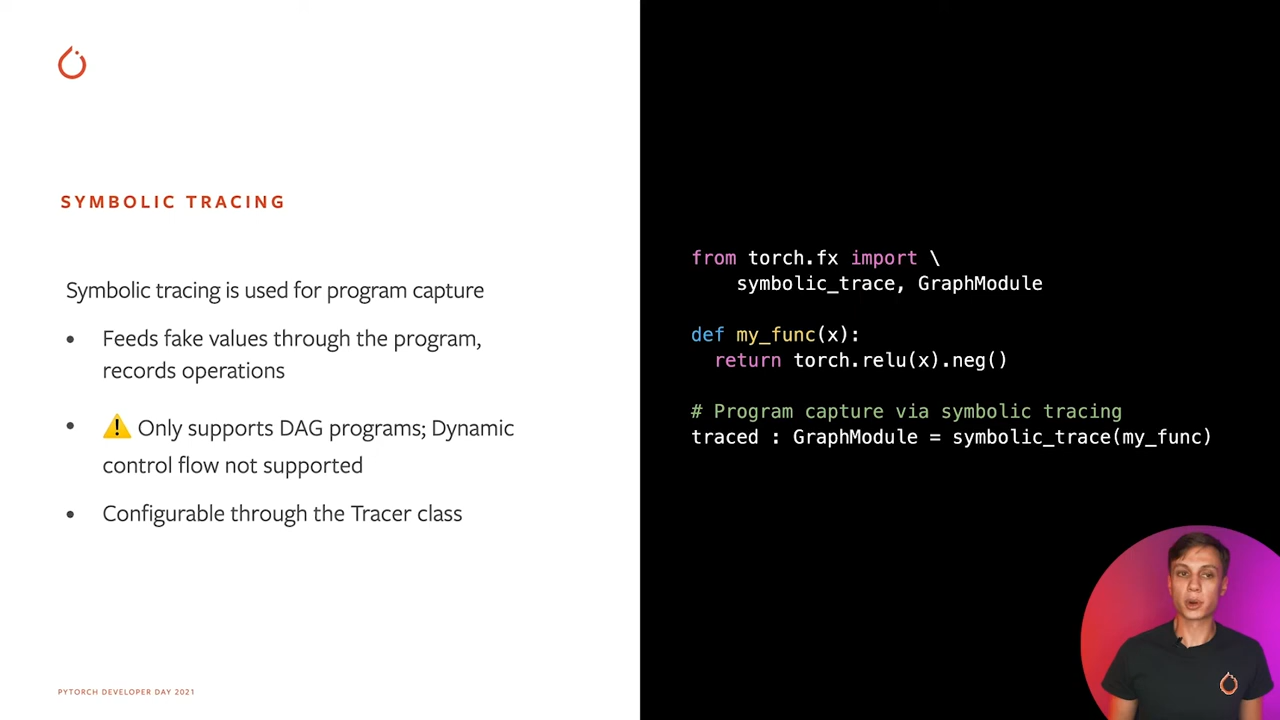 SYMBOLIC TRACING
Symbolic tracing is used for program capture
• Feeds fake values through the program,
records operations
• ⚠️ Only supports DAG programs; Dynamic
control flow not supported
• Configurable through the Tracer class
PYTORCH DEVELOPER DAY 2021
from torch.fx import \
    symbolic_trace, GraphModule
def my_func(x):
  return torch.relu(x).neg()
# Program capture via symbolic tracing
traced : GraphModule = symbolic_trace(my_func)